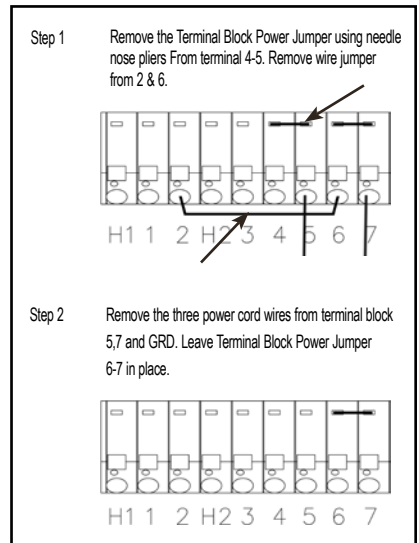 Step 1
Remove the Terminal Block Power Jumper using needle
nose pliers From terminal 4-5. Remove wire jumper
from 2 & 6.
H1 1 2 H2 3 4 5 6 7
Step 2
Remove the three power cord wires from terminal block
5,7 and GRD. Leave Terminal Block Power Jumper
6-7 in place.
H1 1 2 H2 3 4 5 6 7